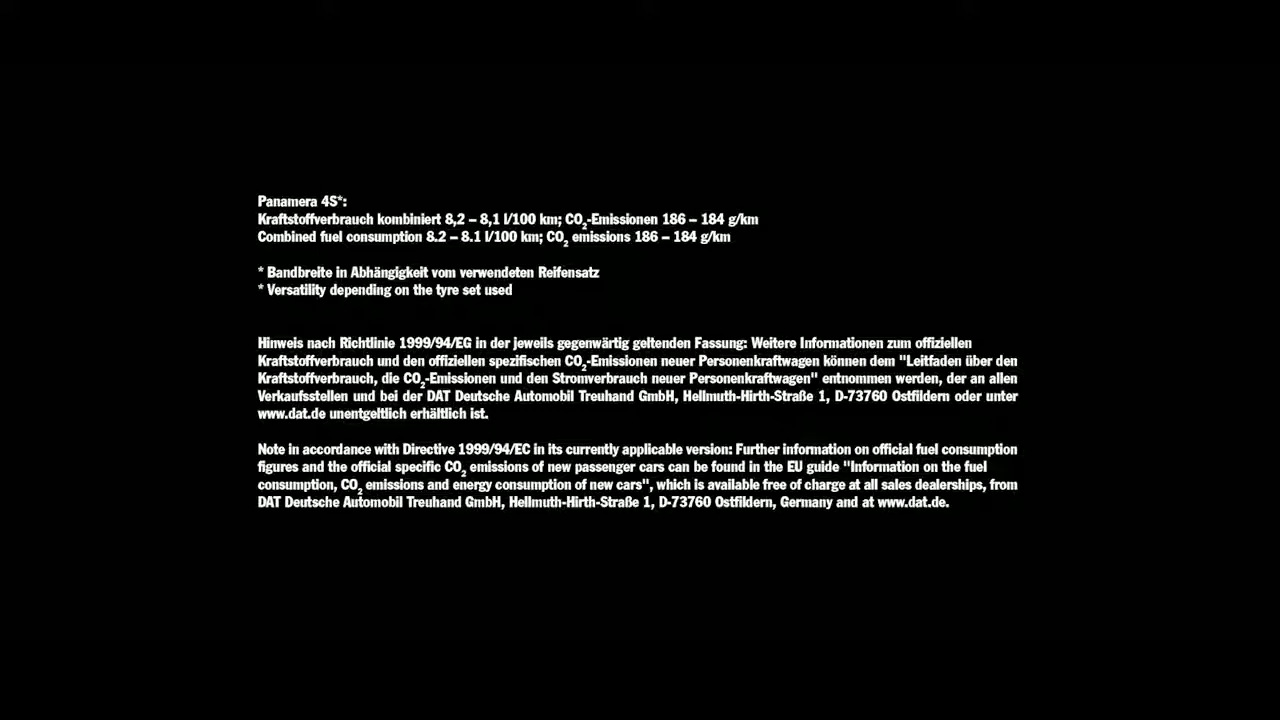 Panamera 4S*:
Kraftstoffverbrauch kombiniert 8,2 – 8,1 l/100 km; CO₂-Emissionen 186 – 184 g/km
Combined fuel consumption 8.2 – 8.1 l/100 km; CO₂ emissions 186 – 184 g/km
* Bandbreite in Abhängigkeit vom verwendeten Reifensatz
* Versatility depending on the tyre set used
Hinweis nach Richtlinie 1999/94/EG in der jeweils gegenwärtig geltenden Fassung: Weitere Informationen zum offiziellen
Kraftstoffverbrauch und den offiziellen spezifischen CO₂-Emissionen neuer Personenkraftwagen können dem "Leitfaden über den
Kraftstoffverbrauch, die CO₂-Emissionen und den Stromverbrauch neuer Personenkraftwagen" entnommen werden, der an allen
Verkaufsstellen und bei der DAT Deutsche Automobil Treuhand GmbH, Hellmuth-Hirth-Straße 1, D-73760 Ostfildern oder unter
www.dat.de unentgeltlich erhältlich ist.
Note in accordance with Directive 1999/94/EC in its currently applicable version: Further information on official fuel consumption
figures and the official specific CO₂ emissions of new passenger cars can be found in the EU guide "Information on the fuel
consumption, CO₂ emissions and energy consumption of new cars", which is available free of charge at all sales dealerships, from
DAT Deutsche Automobil Treuhand GmbH, Hellmuth-Hirth-Straße 1, D-73760 Ostfildern, Germany and at www.dat.de.